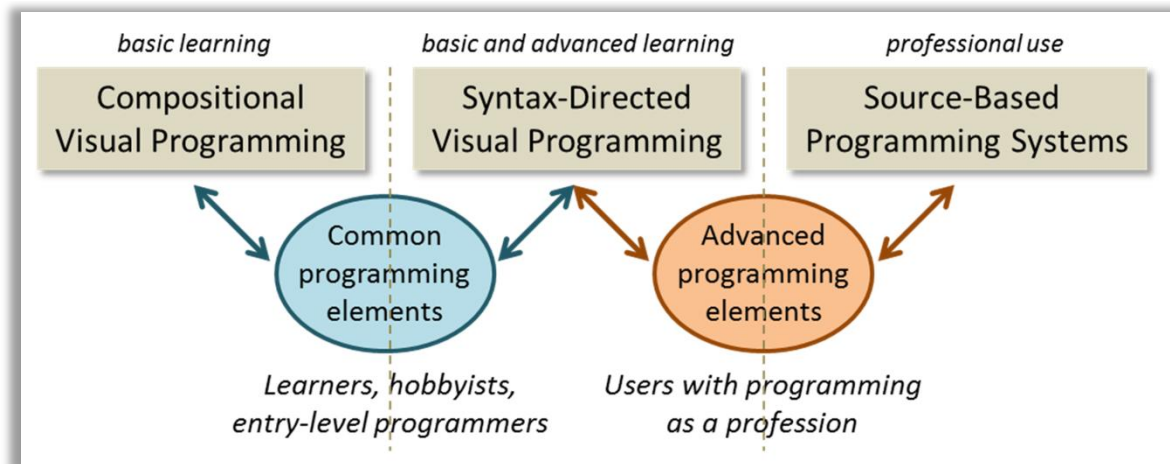 basic learning
basic and advanced learning
professional use
Compositional
Visual Programming
Syntax-Directed
Visual Programming
Source-Based
Programming Systems
Common
programming
elements
Advanced
programming
elements
Learners, hobbyists,
entry-level programmers
Users with programming
as a profession